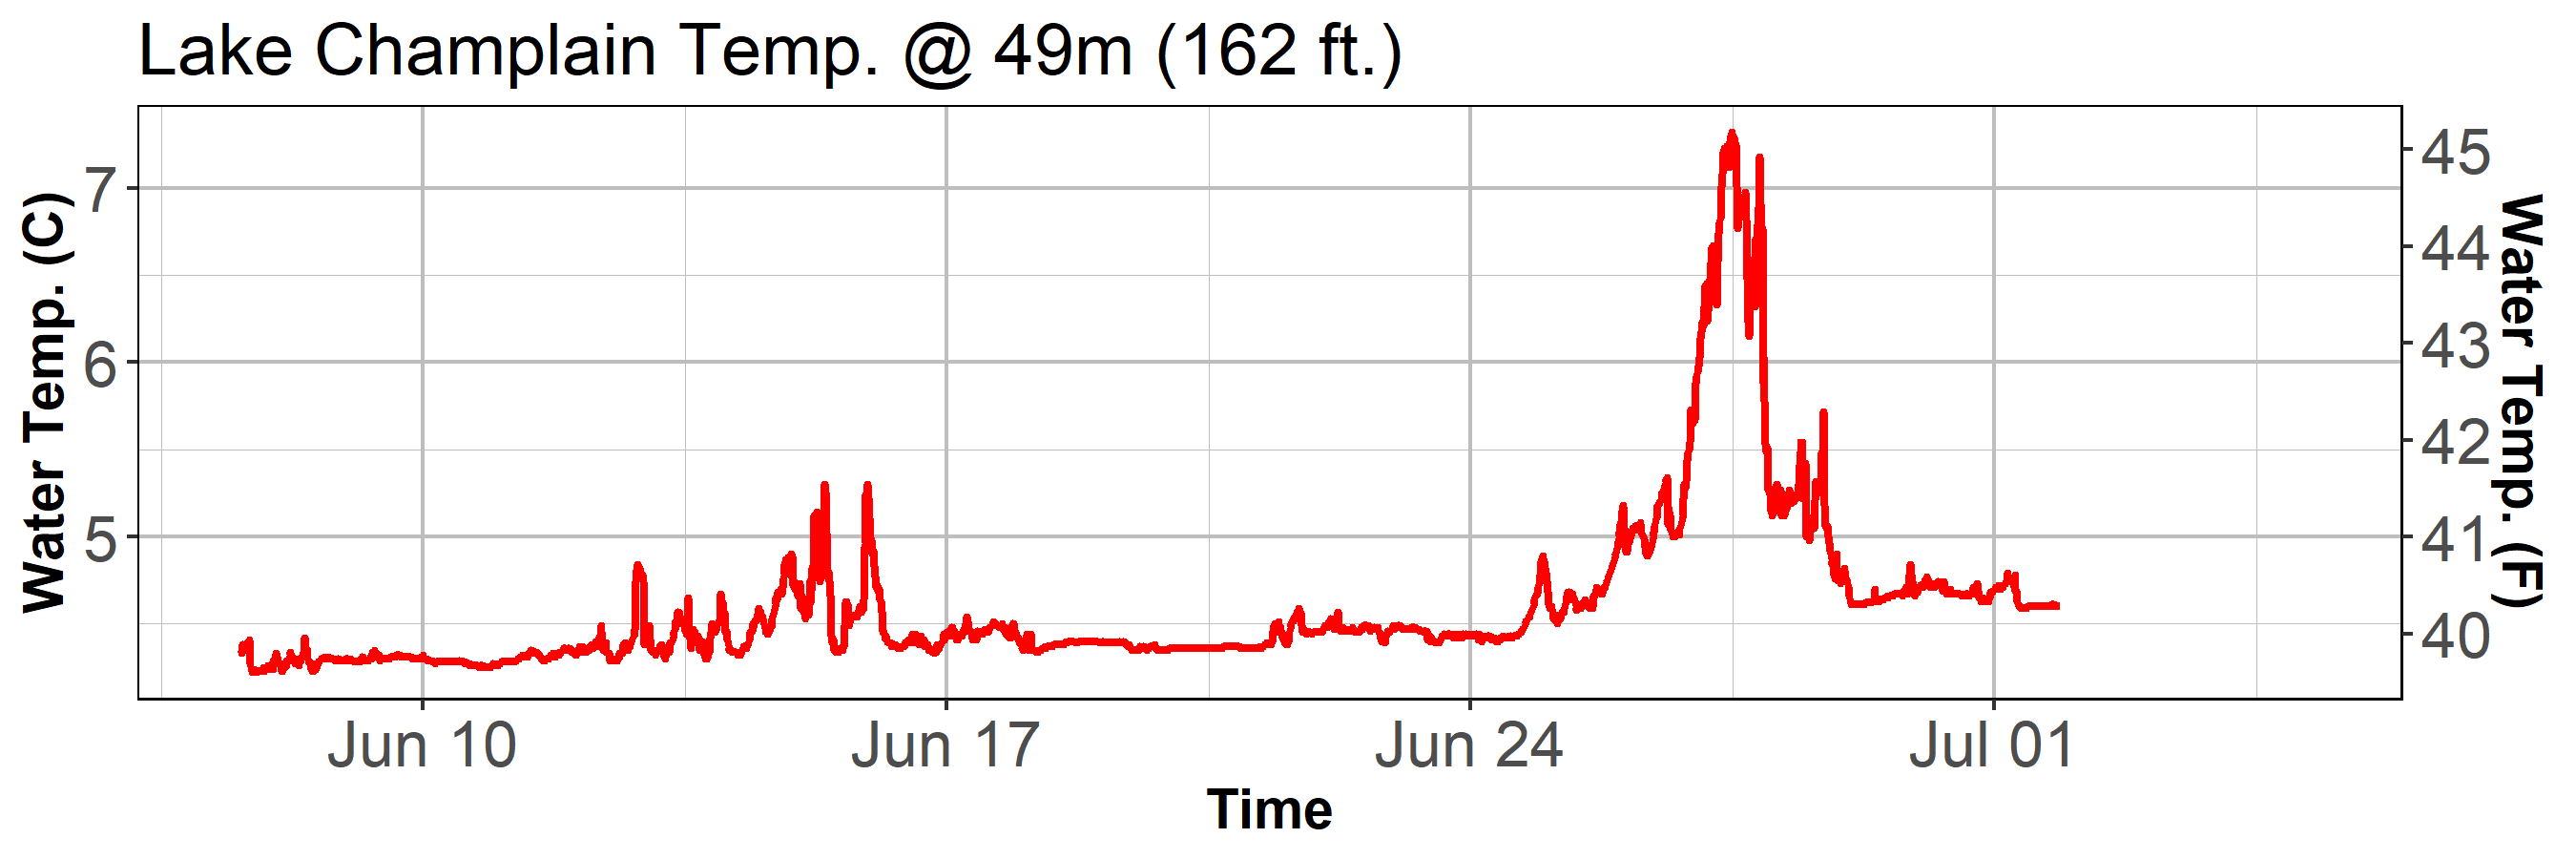 Lake Champlain Temp. @ 49m (162 ft.)
Water Temp. (C)
7
6
5
45
44
43
42
41
40
Water Temp. (F)
Jun 10 Jun 17 Jun 24 Jul 01
Time